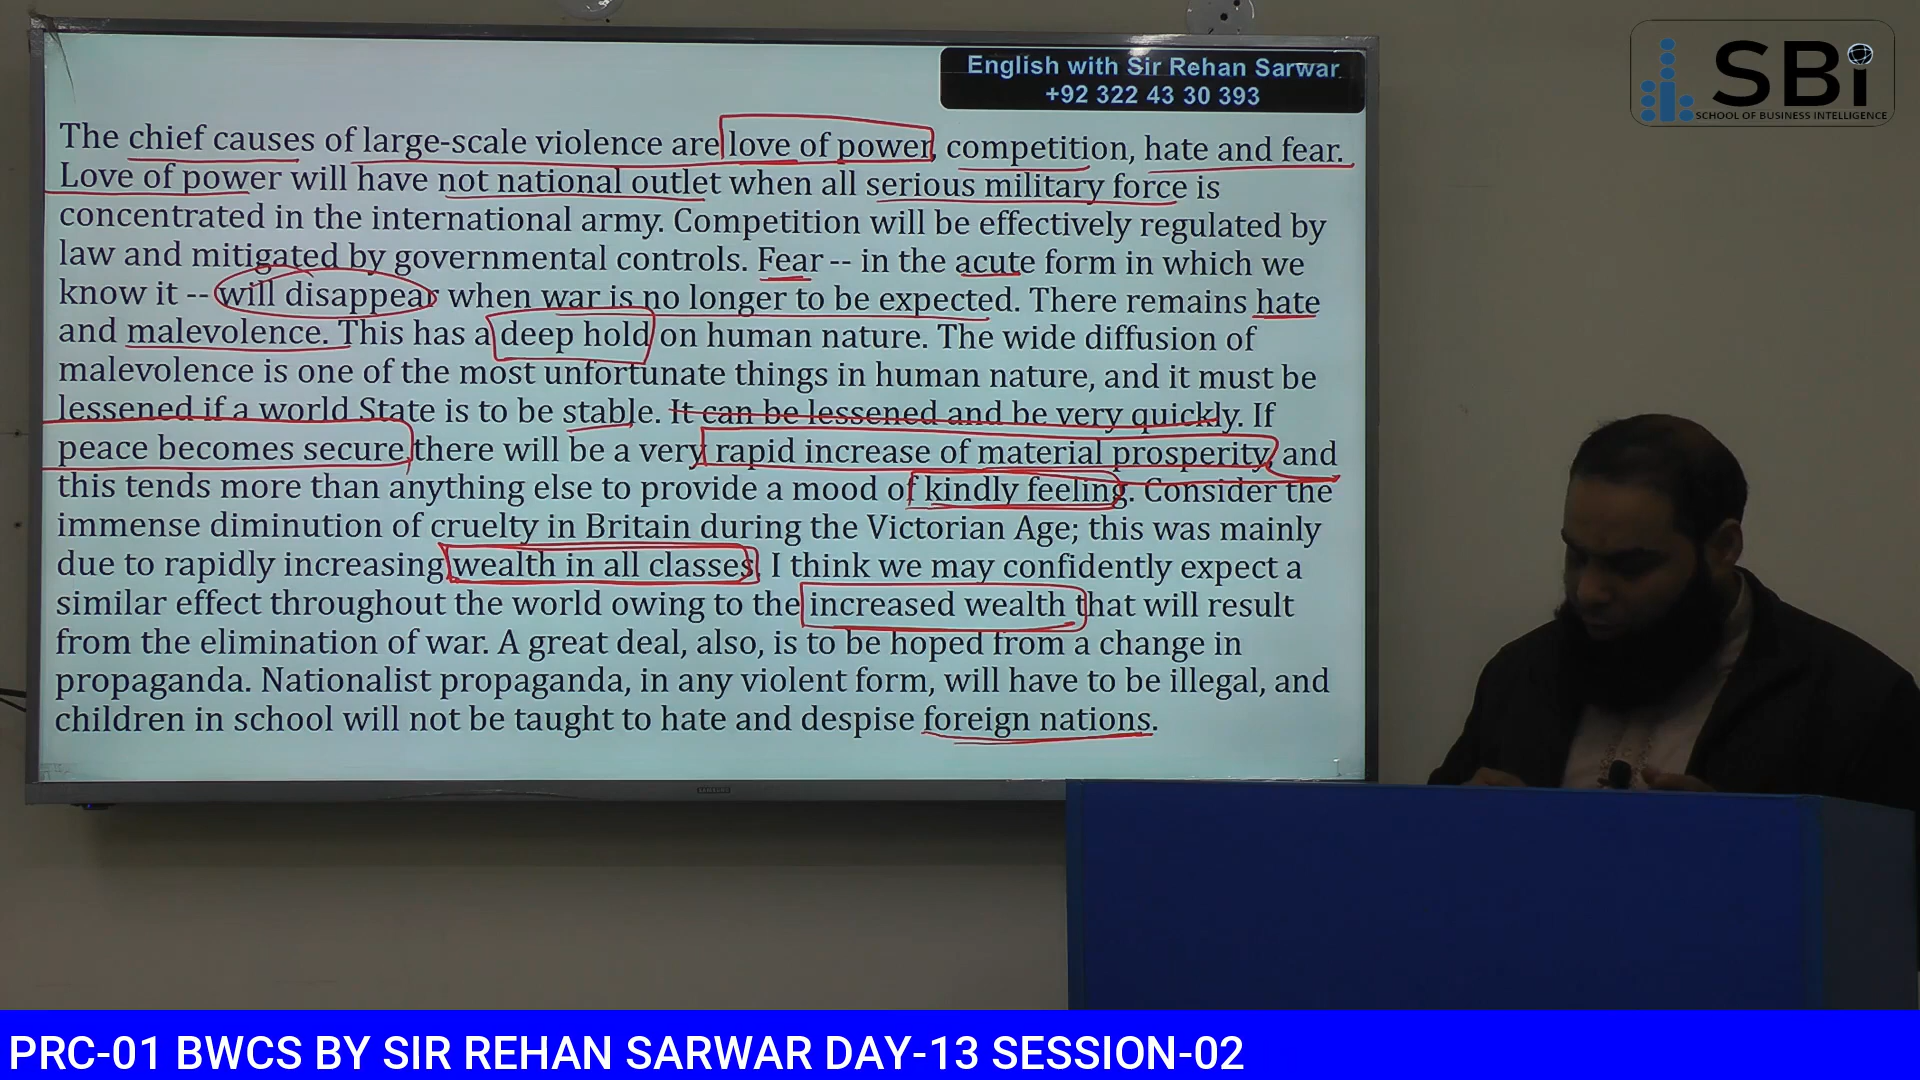 English with Sir Rehan Sarwar
+92 322 43 30 393
SBi
SCHOOL OF BUSINESS INTELLIGENCE
The chief causes of large-scale violence are love of power, competition, hate and fear.
Love of power will have not national outlet when all serious military force is
concentrated in the international army. Competition will be effectively regulated by
law and mitigated by governmental controls. Fear -- in the acute form in which we
know it -- will disappear when war is no longer to be expected. There remains hate
and malevolence. This has a deep hold on human nature. The wide diffusion of
malevolence is one of the most unfortunate things in human nature, and it must be
lessened if a world State is to be stable. It can be lessened and be very quickly. If
peace becomes secure there will be a very rapid increase of material prosperity, and
this tends more than anything else to provide a mood of kindly feeling. Consider the
immense diminution of cruelty in Britain during the Victorian Age; this was mainly
due to rapidly increasing wealth in all classes. I think we may confidently expect a
similar effect throughout the world owing to the increased wealth that will result
from the elimination of war. A great deal, also, is to be hoped from a change in
propaganda. Nationalist propaganda, in any violent form, will have to be illegal, and
children in school will not be taught to hate and despise foreign nations.
SAMSUNG
PRC-01 BWCS BY SIR REHAN SARWAR DAY-13 SESSION-02